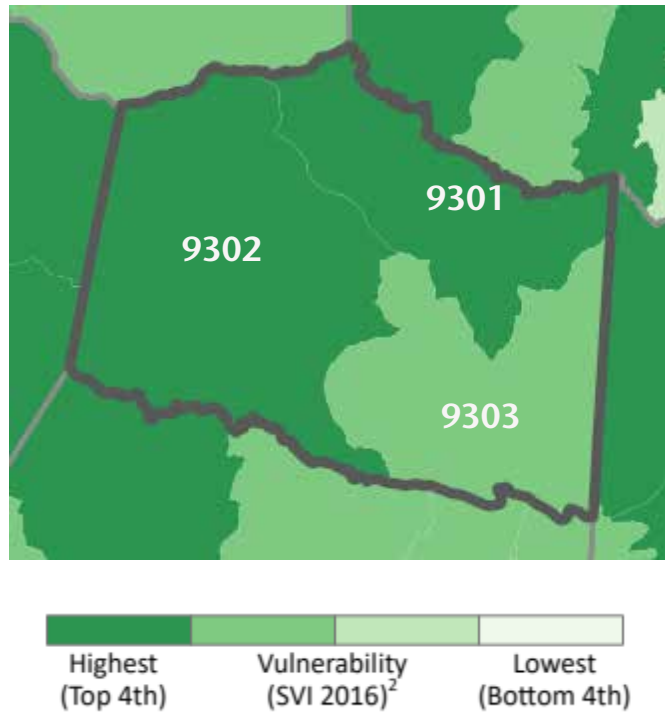 9301
9302
9303
Highest Vulnerability Lowest
(Top 4th) (SVI 2016)² (Bottom 4th)